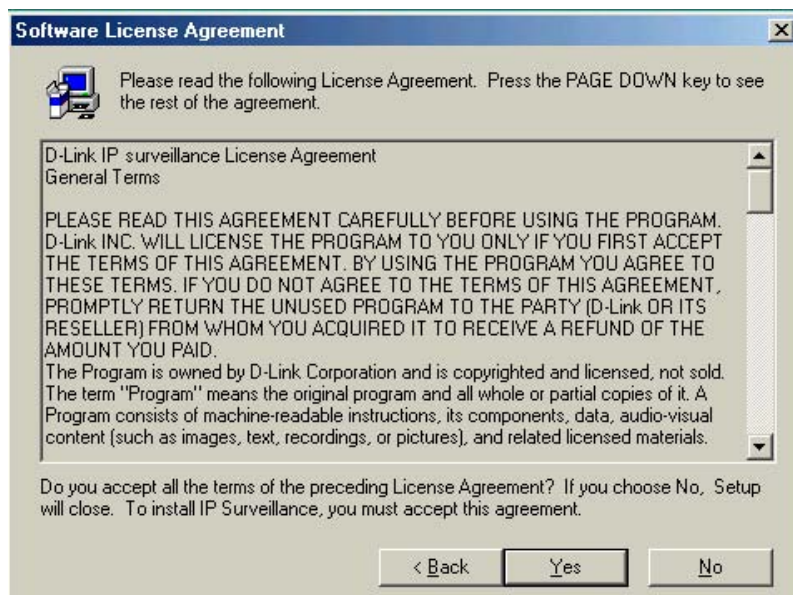 Software License Agreement
Please read the following License Agreement. Press the PAGE DOWN key to see
the rest of the agreement.
D-Link IP surveillance License Agreement
General Terms
PLEASE READ THIS AGREEMENT CAREFULLY BEFORE USING THE PROGRAM.
D-Link INC. WILL LICENSE THE PROGRAM TO YOU ONLY IF YOU FIRST ACCEPT
THE TERMS OF THIS AGREEMENT. BY USING THE PROGRAM YOU AGREE TO
THESE TERMS. IF YOU DO NOT AGREE TO THE TERMS OF THIS AGREEMENT,
PROMPTLY RETURN THE UNUSED PROGRAM TO THE PARTY (D-Link OR ITS
RESELLER) FROM WHOM YOU ACQUIRED IT TO RECEIVE A REFUND OF THE
AMOUNT YOU PAID.
The Program is owned by D-Link Corporation and is copyrighted and licensed, not sold.
The term "Program" means the original program and all whole or partial copies of it. A
Program consists of machine-readable instructions, its components, data, audio-visual
content (such as images, text, recordings, or pictures), and related licensed materials.
Do you accept all the terms of the preceding License Agreement? If you choose No, Setup
will close. To install IP Surveillance, you must accept this agreement.
< Back Yes No